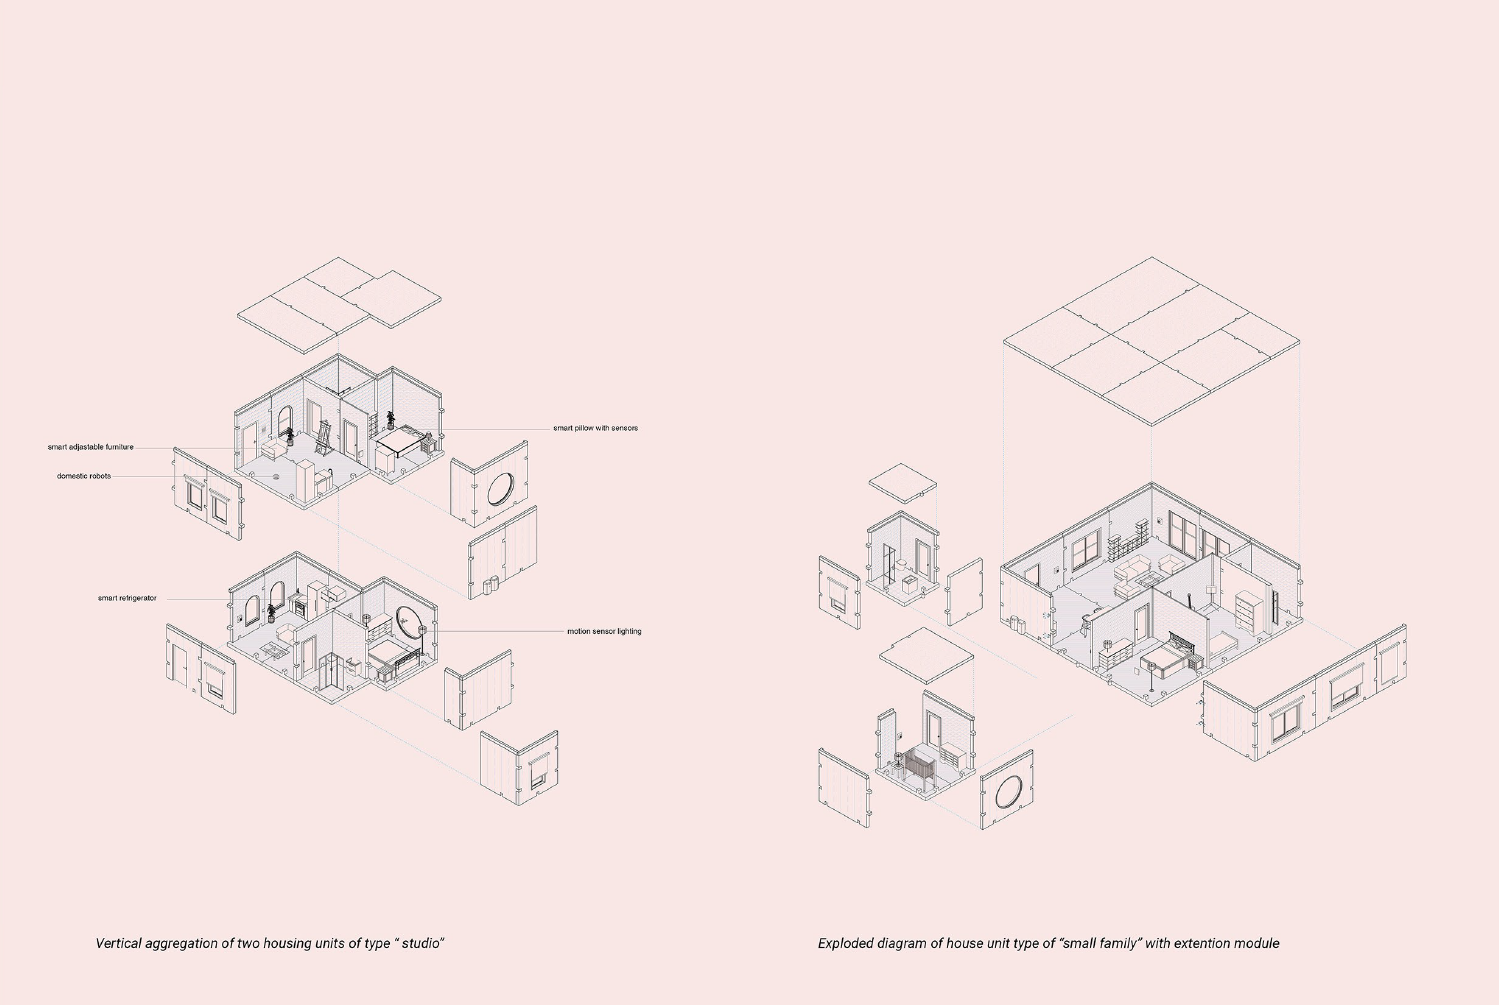 smart pillow with sensors
smart adjastable furniture
domestic robots
smart refrigerator
motion sensor lighting
Vertical aggregation of two housing units of type “ studio”
Exploded diagram of house unit type of “small family” with extention module